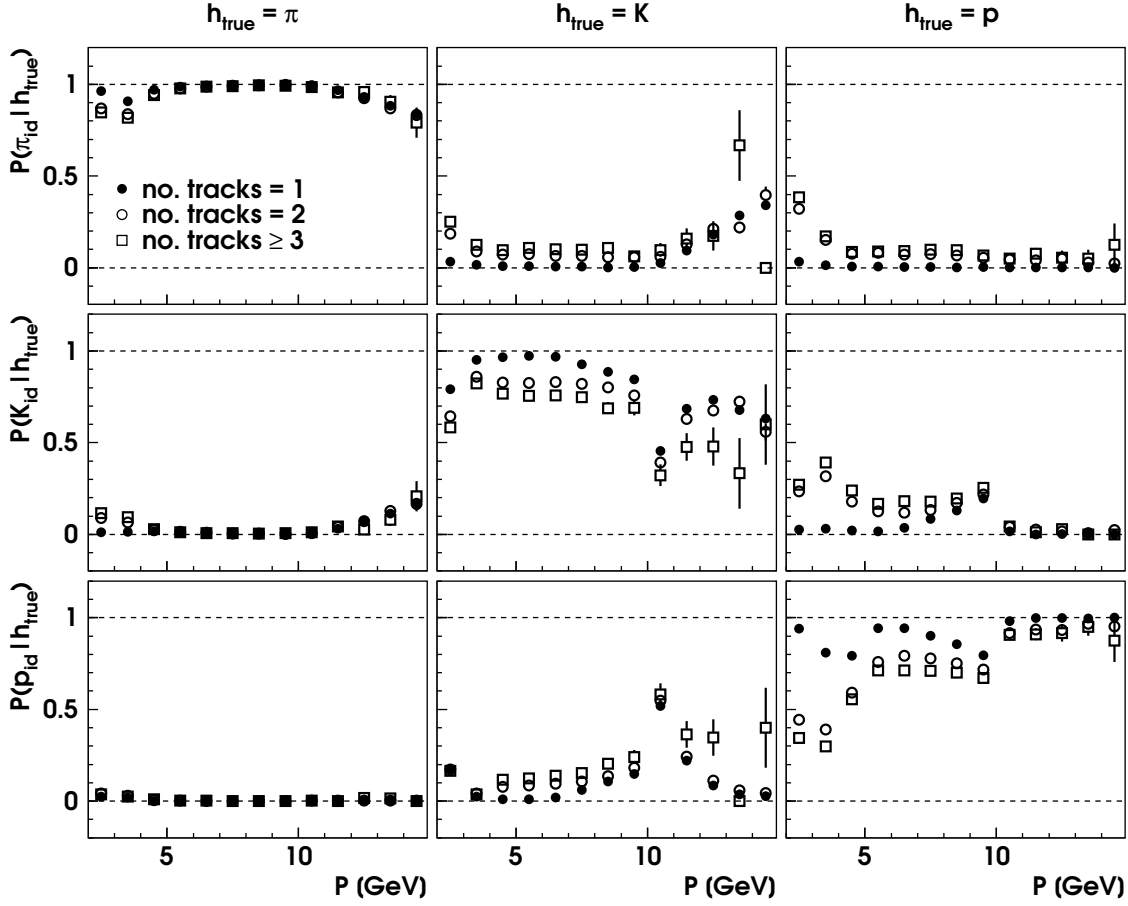 h_true = π h_true = K h_true = p
P(π_id | h_true)
1
0.5
0
no. tracks = 1
no. tracks = 2
no. tracks ≥ 3
P(K_id | h_true)
1
0.5
0
P(p_id | h_true)
1
0.5
0
5 10 5 10 5 10
P (GeV) P (GeV) P (GeV)